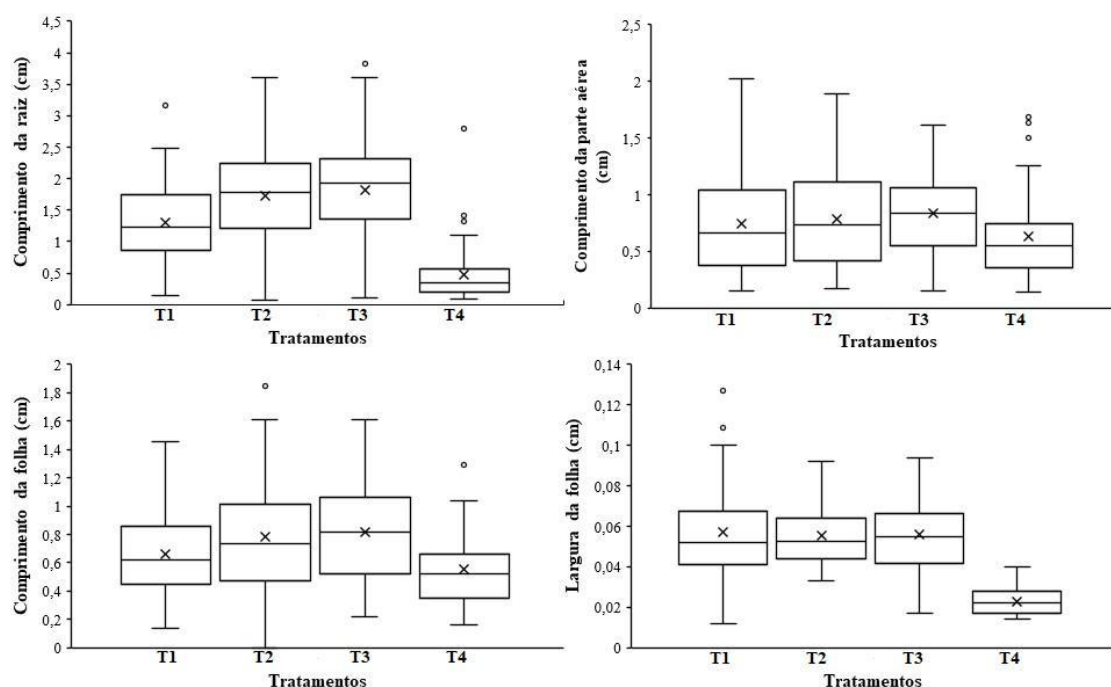 Comprimento da raiz (cm)
4,5
4
3,5
3
2,5
2
1,5
1
0,5
0
T1 T2 T3 T4
Tratamentos
Comprimento da parte aérea
(cm)
2,5
2
1,5
1
0,5
0
T1 T2 T3 T4
Tratamentos
Comprimento da folha (cm)
2
1,8
1,6
1,4
1,2
1
0,8
0,6
0,4
0,2
0
T1 T2 T3 T4
Tratamentos
Largura da folha (cm)
0,14
0,12
0,1
0,08
0,06
0,04
0,02
0
T1 T2 T3 T4
Tratamentos